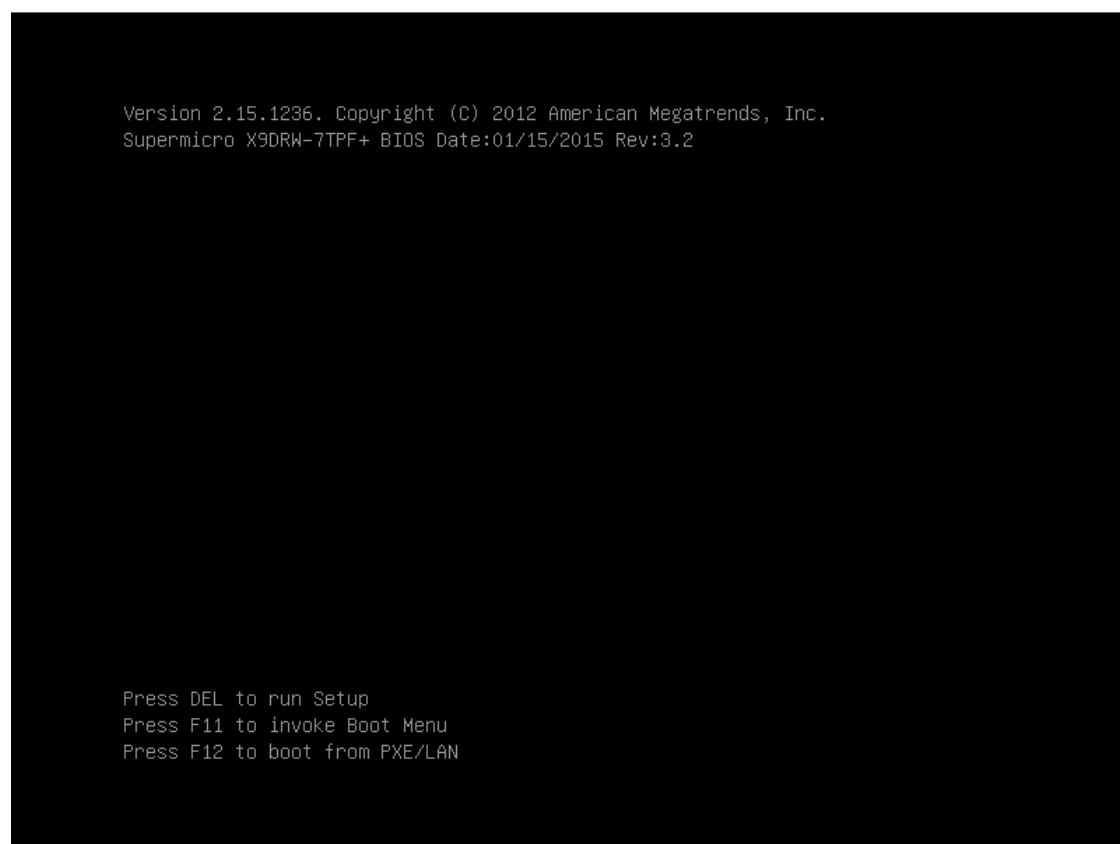 Version 2.15.1236. Copyright (C) 2012 American Megatrends, Inc.
Supermicro X9DRW-7TPF+ BIOS Date:01/15/2015 Rev:3.2
Press DEL to run Setup
Press F11 to invoke Boot Menu
Press F12 to boot from PXE/LAN